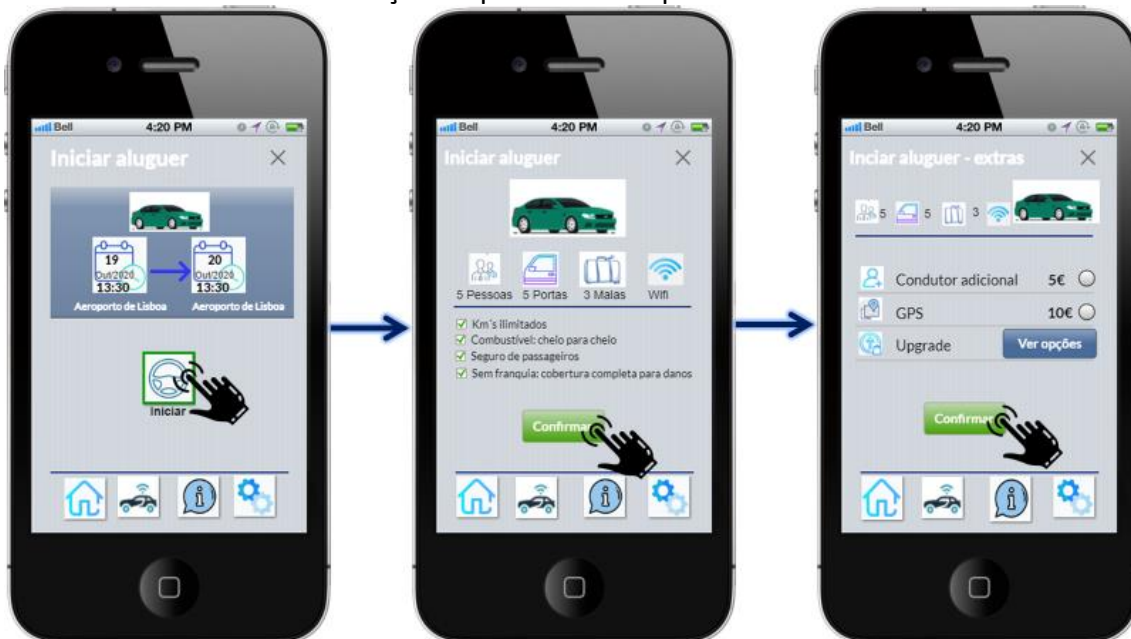 Bell 4:20 PM
Iniciar aluguer
19
Out/2020
13:30
20
Out/2020
13:30
Aeroporto de Lisboa
Aeroporto de Lisboa
Iniciar
Bell 4:20 PM
Iniciar aluguer
5 Pessoas 5 Portas 3 Malas Wifi
Km's ilimitados
Combustível: cheio para cheio
Seguro de passageiros
Sem franquia: cobertura completa para danos
Confirmar
Bell 4:20 PM
Inciar aluguer - extras
5 5 3
Condutor adicional 5€
GPS 10€
Upgrade Ver opções
Confirmar